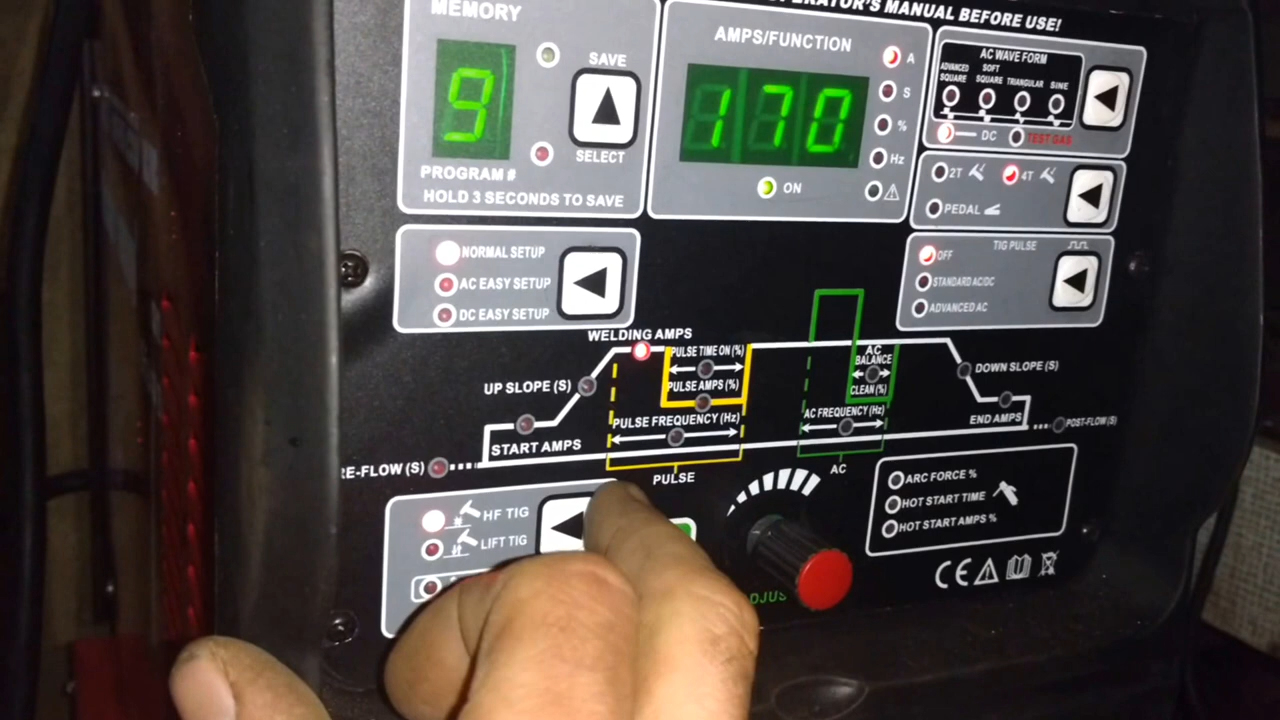 OPERATOR'S MANUAL BEFORE USE!
MEMORY
9
SAVE
SELECT
PROGRAM #
HOLD 3 SECONDS TO SAVE
AMPS/FUNCTION
170
A
S
%
Hz
ON
AC WAVE FORM
ADVANCED SQUARE
SOFT SQUARE
TRIANGULAR
SINE
DC
TEST GAS
2T
4T
PEDAL
TIG PULSE
OFF
STANDARD AC/DC
ADVANCED AC
NORMAL SETUP
AC EASY SETUP
DC EASY SETUP
WELDING AMPS
PULSE TIME ON (%)
PULSE AMPS (%)
PULSE FREQUENCY (Hz)
UP SLOPE (S)
START AMPS
RE-FLOW (S)
PULSE
AC
BALANCE
CLEAN (%)
AC FREQUENCY (Hz)
AC
DOWN SLOPE (S)
END AMPS
POST-FLOW (S)
HF TIG
LIFT TIG
DJUS
ARC FORCE %
HOT START TIME
HOT START AMPS %
CE